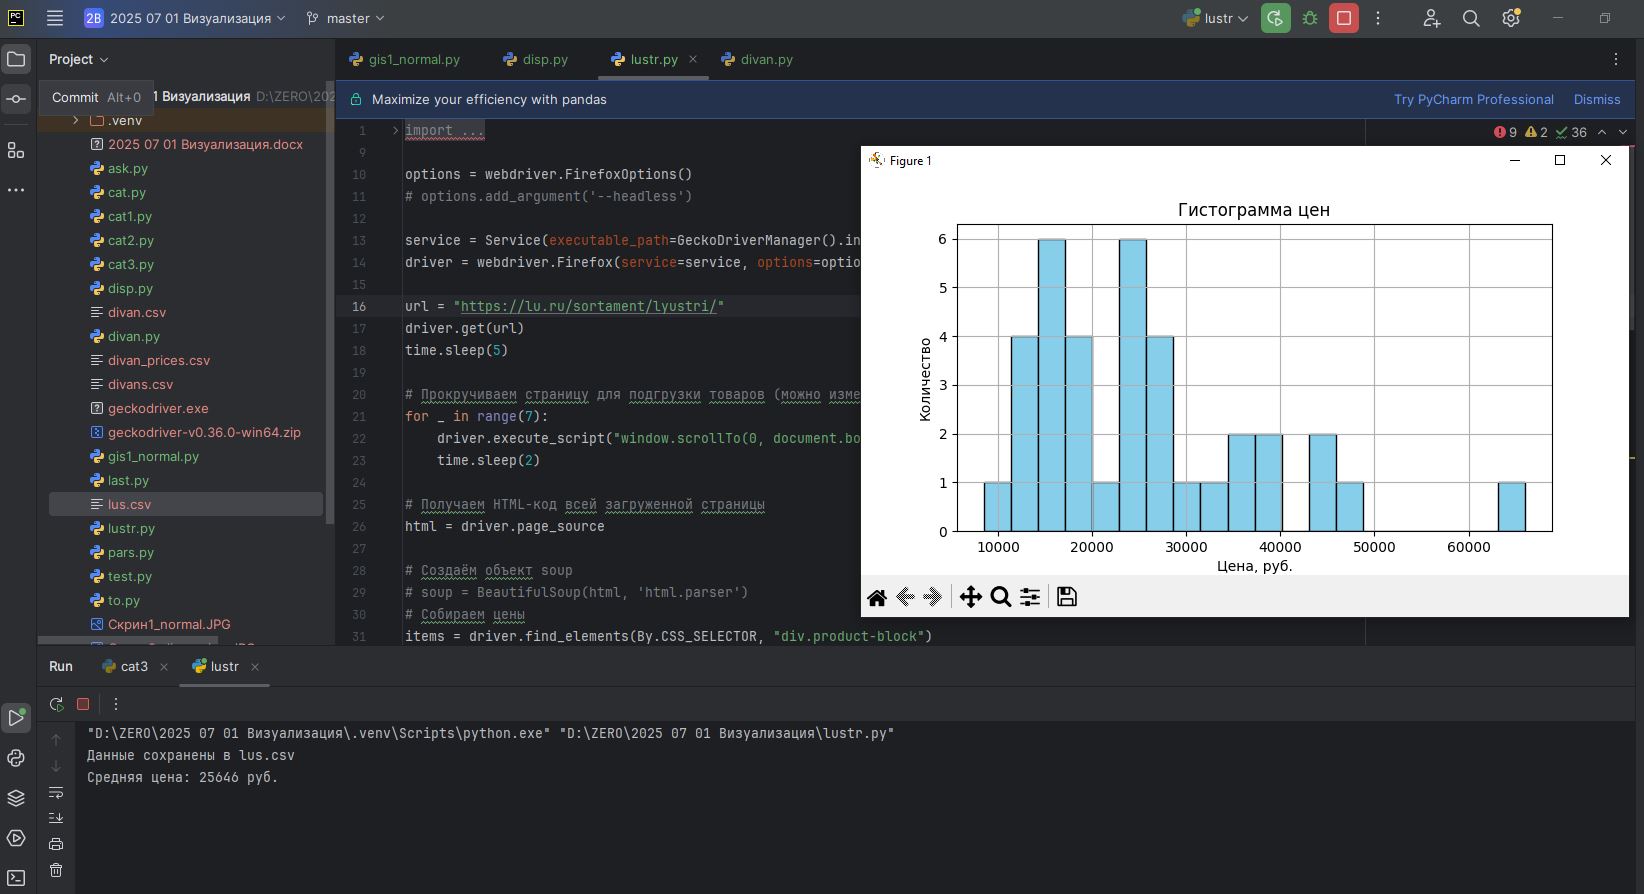 PC
2B 2025 07 01 Визуализация
master
lustr
Project
Commit Alt+0
1 Визуализация D:\ZERO\202
.venv
2025 07 01 Визуализация.docx
ask.py
cat.py
cat1.py
cat2.py
cat3.py
disp.py
divan.csv
divan.py
divan_prices.csv
divans.csv
geckodriver.exe
geckodriver-v0.36.0-win64.zip
gis1_normal.py
last.py
lus.csv
lustr.py
pars.py
test.py
to.py
Скрин1_normal.JPG
gis1_normal.py
disp.py
lustr.py
divan.py
Maximize your efficiency with pandas
Try PyCharm Professional
Dismiss
9 2 36
1 import ...
9
10 options = webdriver.FirefoxOptions()
11 # options.add_argument('--headless')
12
13 service = Service(executable_path=GeckoDriverManager().in
14 driver = webdriver.Firefox(service=service, options=optio
15
16 url = "https://lu.ru/sortament/lyustri/"
17 driver.get(url)
18 time.sleep(5)
19
20 # Прокручиваем страницу для подгрузки товаров (можно изме
21 for _ in range(7):
22 driver.execute_script("window.scrollTo(0, document.bo
23 time.sleep(2)
24
25 # Получаем HTML-код всей загруженной страницы
26 html = driver.page_source
27
28 # Создаём объект soup
29 # soup = BeautifulSoup(html, 'html.parser')
30 # Собираем цены
31 items = driver.find_elements(By.CSS_SELECTOR, "div.product-block")
Figure 1
Гистограмма цен
Количество
6
5
4
3
2
1
0
10000 20000 30000 40000 50000 60000
Цена, руб.
Run
cat3
lustr
"D:\ZERO\2025 07 01 Визуализация\.venv\Scripts\python.exe" "D:\ZERO\2025 07 01 Визуализация\lustr.py"
Данные сохранены в lus.csv
Средняя цена: 25646 руб.